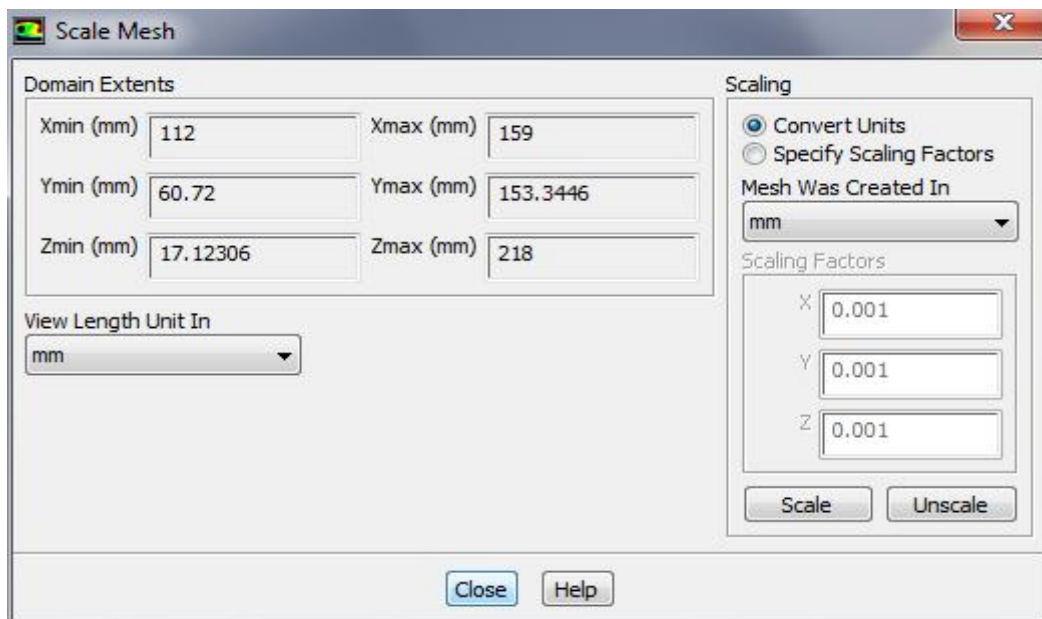 Scale Mesh
Domain Extents
Xmin (mm) 112 Xmax (mm) 159
Ymin (mm) 60.72 Ymax (mm) 153.3446
Zmin (mm) 17.12306 Zmax (mm) 218
View Length Unit In
mm
Scaling
Convert Units
Specify Scaling Factors
Mesh Was Created In
mm
Scaling Factors
X 0.001
Y 0.001
Z 0.001
Scale Unscale
Close Help